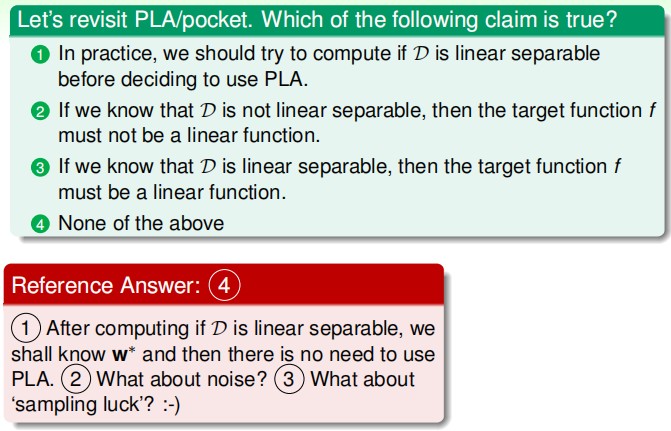 Let's revisit PLA/pocket. Which of the following claim is true?
1 In practice, we should try to compute if D is linear separable
before deciding to use PLA.
2 If we know that D is not linear separable, then the target function f
must not be a linear function.
3 If we know that D is linear separable, then the target function f
must be a linear function.
4 None of the above
Reference Answer: 4
1 After computing if D is linear separable, we
shall know w* and then there is no need to use
PLA. 2 What about noise? 3 What about
'sampling luck'? :-)